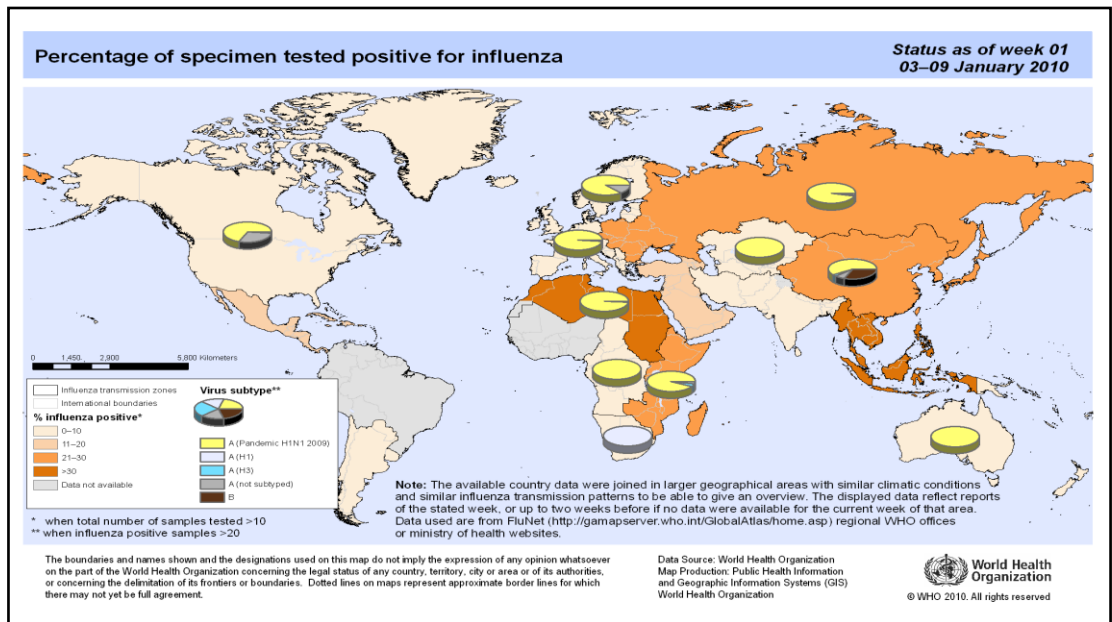 Percentage of specimen tested positive for influenza
Status as of week 01
03–09 January 2010
0 1,450 2,900 5,800 Kilometers
Influenza transmission zones
International boundaries
% influenza positive*
0–10
11–20
21–30
>30
Data not available
Virus subtype**
A (Pandemic H1N1 2009)
A (H1)
A (H3)
A (not subtyped)
B
* when total number of samples tested >10
** when influenza positive samples >20
Note: The available country data were joined in larger geographical areas with similar climatic conditions
and similar influenza transmission patterns to be able to give an overview. The displayed data reflect reports
of the stated week, or up to two weeks before if no data were available for the current week of that area.
Data used are from FluNet (http://gamapserver.who.int/GlobalAtlas/home.asp) regional WHO offices
or ministry of health websites.
The boundaries and names shown and the designations used on this map do not imply the expression of any opinion whatsoever
on the part of the World Health Organization concerning the legal status of any country, territory, city or area or of its authorities,
or concerning the delimitation of its frontiers or boundaries. Dotted lines on maps represent approximate border lines for which
there may not yet be full agreement.
Data Source: World Health Organization
Map Production: Public Health Information
and Geographic Information Systems (GIS)
World Health Organization
World Health
Organization
© WHO 2010. All rights reserved